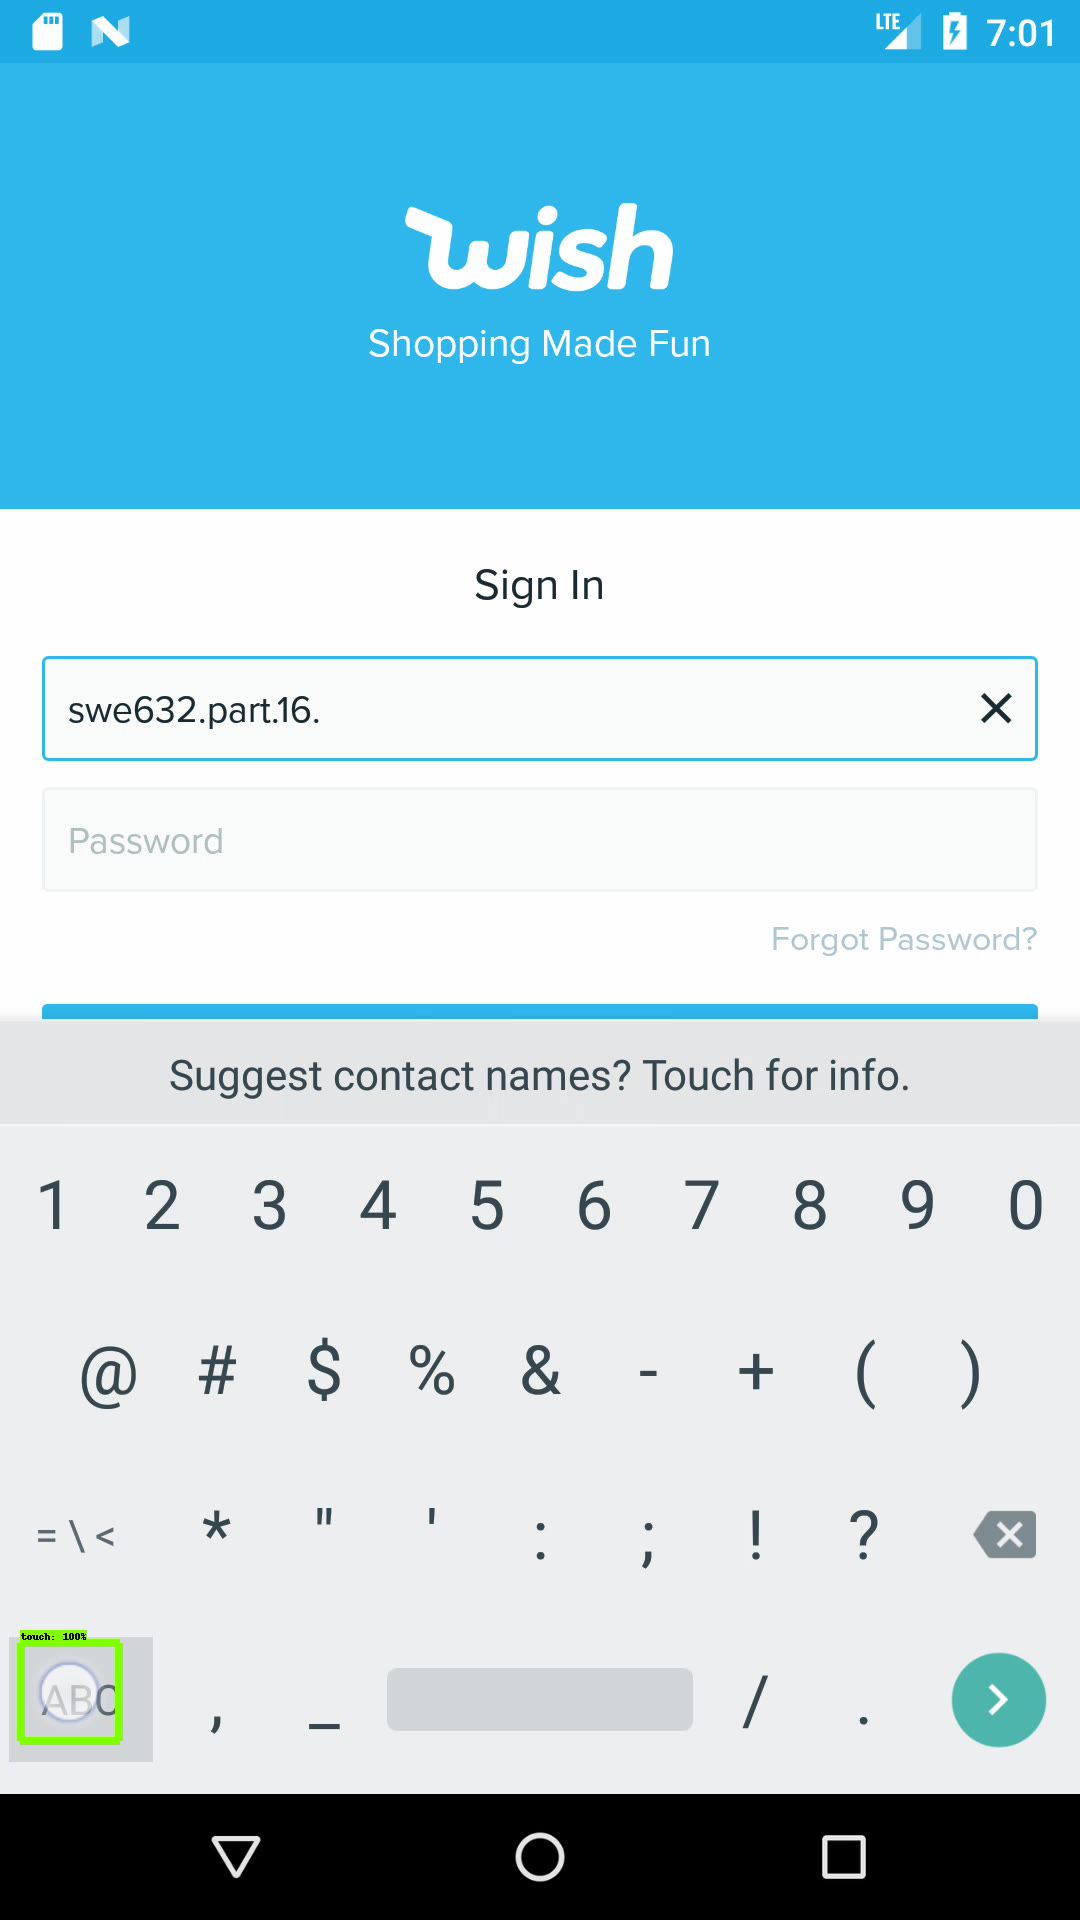 LTE 7:01
wish
Shopping Made Fun
Sign In
swe632.part.16.
Password
Forgot Password?
Suggest contact names? Touch for info.
1 2 3 4 5 6 7 8 9 0
@ # $ % & - + ( )
= \ < * " ' : ; ! ?
touch: 100%
ABC , _ / .